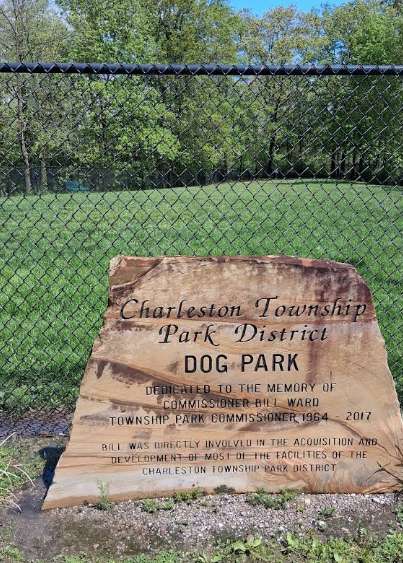 Charleston Township
Park District
DOG PARK
DEDICATED TO THE MEMORY OF
COMMISSIONER BILL WARD
TOWNSHIP PARK COMMISSIONER 1964 - 2017
BILL WAS DIRECTLY INVOLVED IN THE ACQUISITION AND
DEVELOPMENT OF MOST OF THE FACILITIES OF THE
CHARLESTON TOWNSHIP PARK DISTRICT